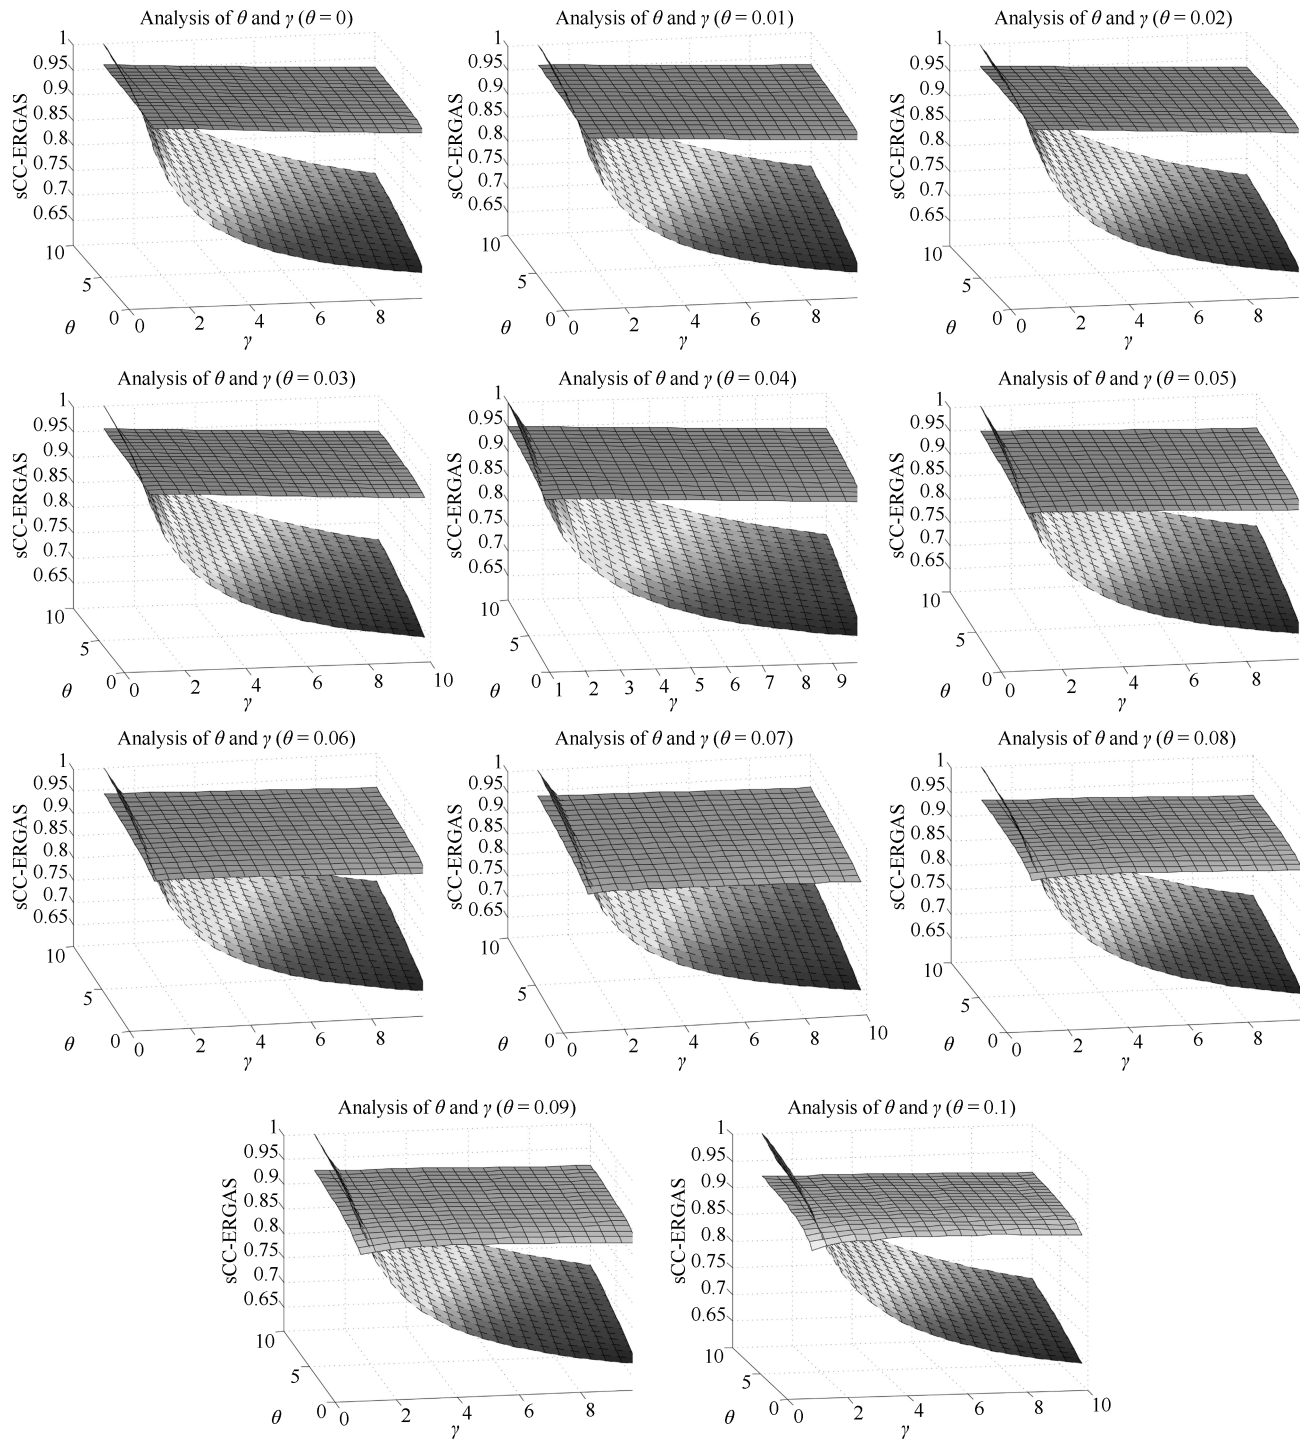 Analysis of θ and γ (θ = 0)
1
0.95
0.9
0.85
0.8
0.75
0.7
0.65
sCC-ERGAS
10
5
0
θ
0 2 4 6 8
γ
Analysis of θ and γ (θ = 0.01)
1
0.95
0.9
0.85
0.8
0.75
0.7
0.65
sCC-ERGAS
10
5
0
θ
0 2 4 6 8
γ
Analysis of θ and γ (θ = 0.02)
1
0.95
0.9
0.85
0.8
0.75
0.7
0.65
sCC-ERGAS
10
5
0
θ
0 2 4 6 8
γ
Analysis of θ and γ (θ = 0.03)
1
0.95
0.9
0.85
0.8
0.75
0.7
0.65
sCC-ERGAS
10
5
0
θ
0 2 4 6 8 10
γ
Analysis of θ and γ (θ = 0.04)
1
0.95
0.9
0.85
0.8
0.75
0.7
0.65
sCC-ERGAS
10
5
0
θ
1 2 3 4 5 6 7 8 9
γ
Analysis of θ and γ (θ = 0.05)
1
0.95
0.9
0.85
0.8
0.75
0.7
0.65
sCC-ERGAS
10
5
0
θ
0 2 4 6 8
γ
Analysis of θ and γ (θ = 0.06)
1
0.95
0.9
0.85
0.8
0.75
0.7
0.65
sCC-ERGAS
10
5
0
θ
0 2 4 6 8
γ
Analysis of θ and γ (θ = 0.07)
1
0.95
0.9
0.85
0.8
0.75
0.7
0.65
sCC-ERGAS
10
5
0
θ
0 2 4 6 8 10
γ
Analysis of θ and γ (θ = 0.08)
1
0.95
0.9
0.85
0.8
0.75
0.7
0.65
sCC-ERGAS
10
5
0
θ
0 2 4 6 8
γ
Analysis of θ and γ (θ = 0.09)
1
0.95
0.9
0.85
0.8
0.75
0.7
0.65
sCC-ERGAS
10
5
0
θ
0 2 4 6 8
γ
Analysis of θ and γ (θ = 0.1)
1
0.95
0.9
0.85
0.8
0.75
0.7
0.65
sCC-ERGAS
10
5
0
θ
0 2 4 6 8 10
γ